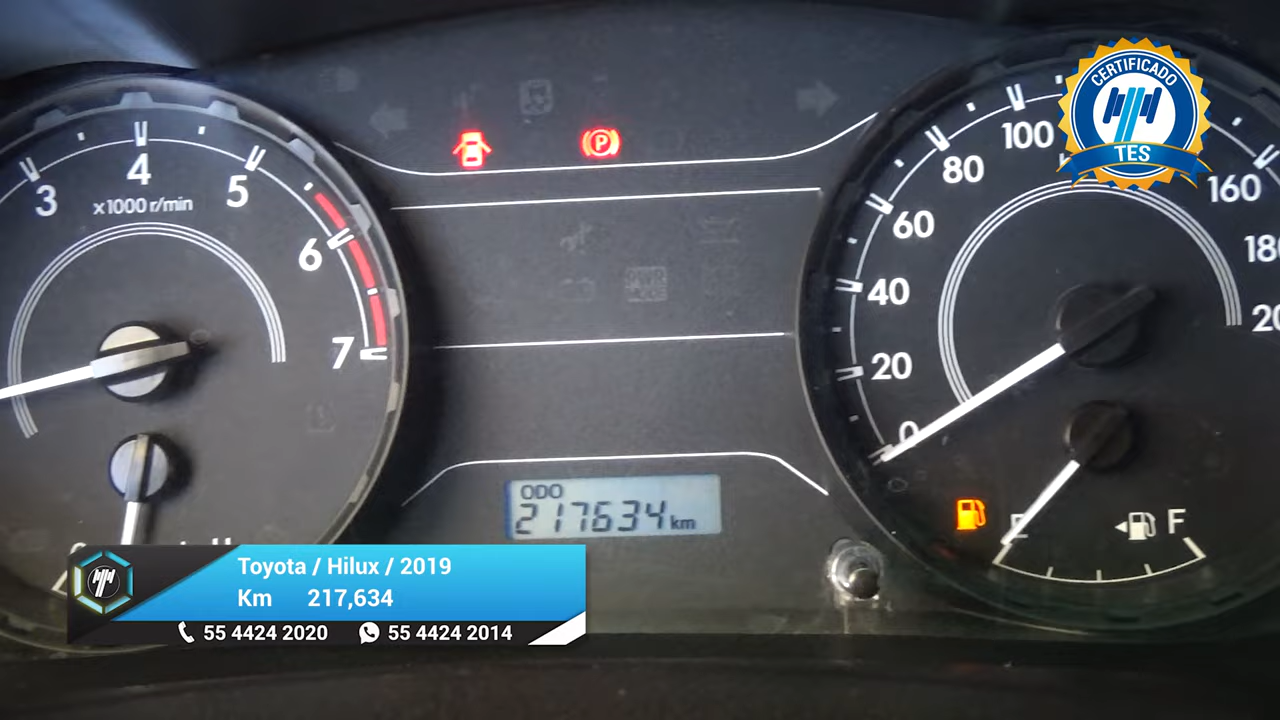 CERTIFICADO
TES
3
4
5
6
7
x1000 r/min
0
20
40
60
80
100
160
ODO
217634 km
E
F
Toyota / Hilux / 2019
Km 217,634
55 4424 2020
55 4424 2014